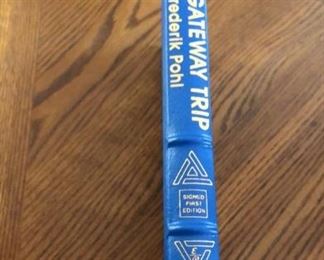 GATEWAY TRIP
Frederik Pohl
SIGNED
FIRST
EDITION